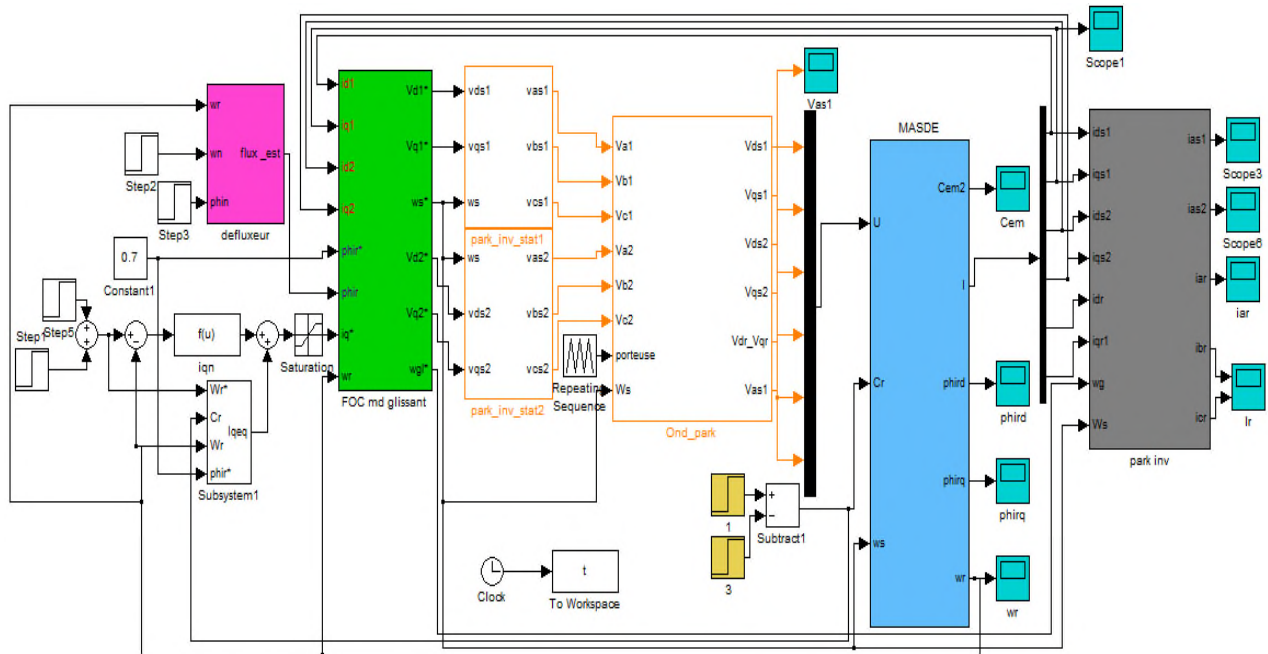 Scope1
wr
wn
phin
flux _est
defluxeur
Step2
Step3
0.7
Constant1
Step5
Step1
f(u)
iqn
Saturation
Wr*
Cr
Wr
phir*
Iqeq
Subsystem1
id1
iq1
id2
iq2
phir*
phir
iq*
wr
Vd1*
Vq1*
ws*
Vd2*
Vq2*
wgl*
FOC md glissant
vds1
vqs1
ws
vas1
vbs1
vcs1
park_inv_stat1
ws
vds2
vqs2
vas2
vbs2
vcs2
park_inv_stat2
Repeating
Sequence
Va1
Vb1
Vc1
Va2
Vb2
Vc2
porteuse
Ws
Vds1
Vqs1
Vds2
Vqs2
Vdr_Vqr
Vas1
Ond_park
Vas1
1
3
Subtract1
Clock
t
To Workspace
MASDE
U
Cr
ws
Cem2
I
phird
phirq
wr
Cem
phird
phirq
wr
ids1
iqs1
ids2
iqs2
idr
iqr1
wg
Ws
ias1
ias2
iar
ibr
icr
park inv
Scope3
Scope6
iar
Ir